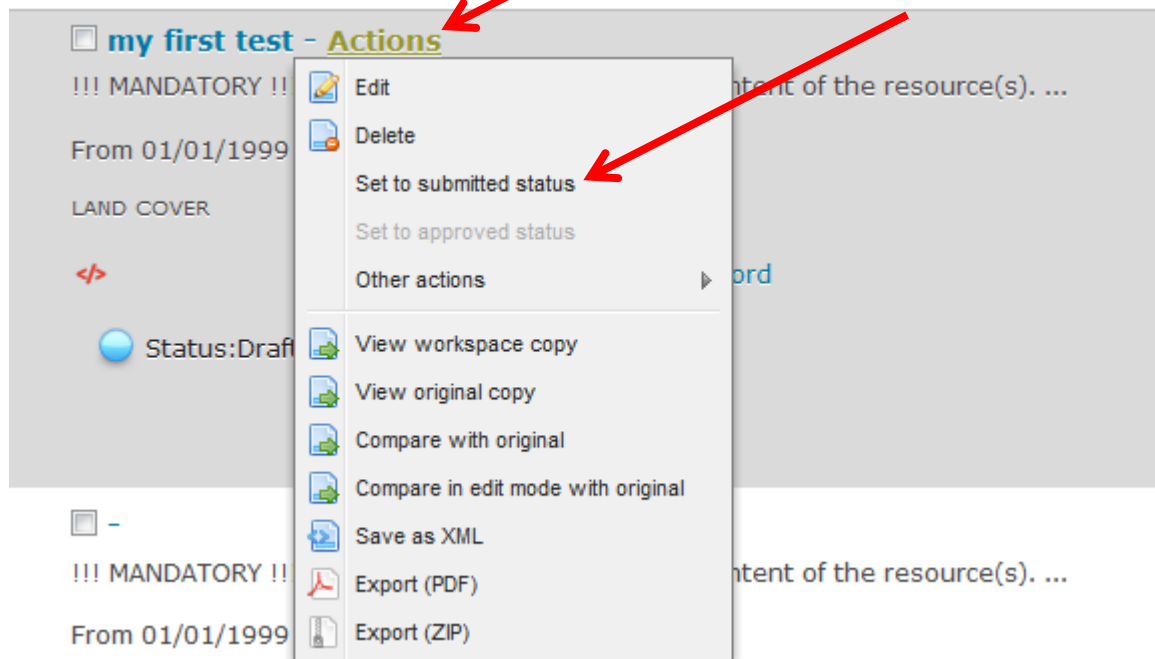 my first test - Actions
!!! MANDATORY !! ntent of the resource(s). ...
Edit
Delete
From 01/01/1999
Set to submitted status
LAND COVER
Set to approved status
</> ord
Other actions
Status:Draft
View workspace copy
View original copy
Compare with original
Compare in edit mode with original
-
Save as XML
!!! MANDATORY !! ntent of the resource(s). ...
Export (PDF)
From 01/01/1999
Export (ZIP)